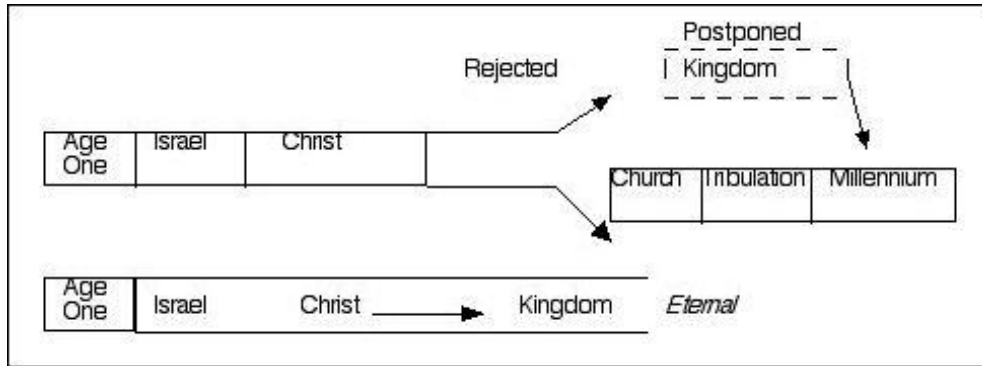 Postponed
Rejected
Kingdom
Age
One
Israel
Christ
Church
Tribulation
Millennium
Age
One
Israel
Christ
Kingdom
Eternal